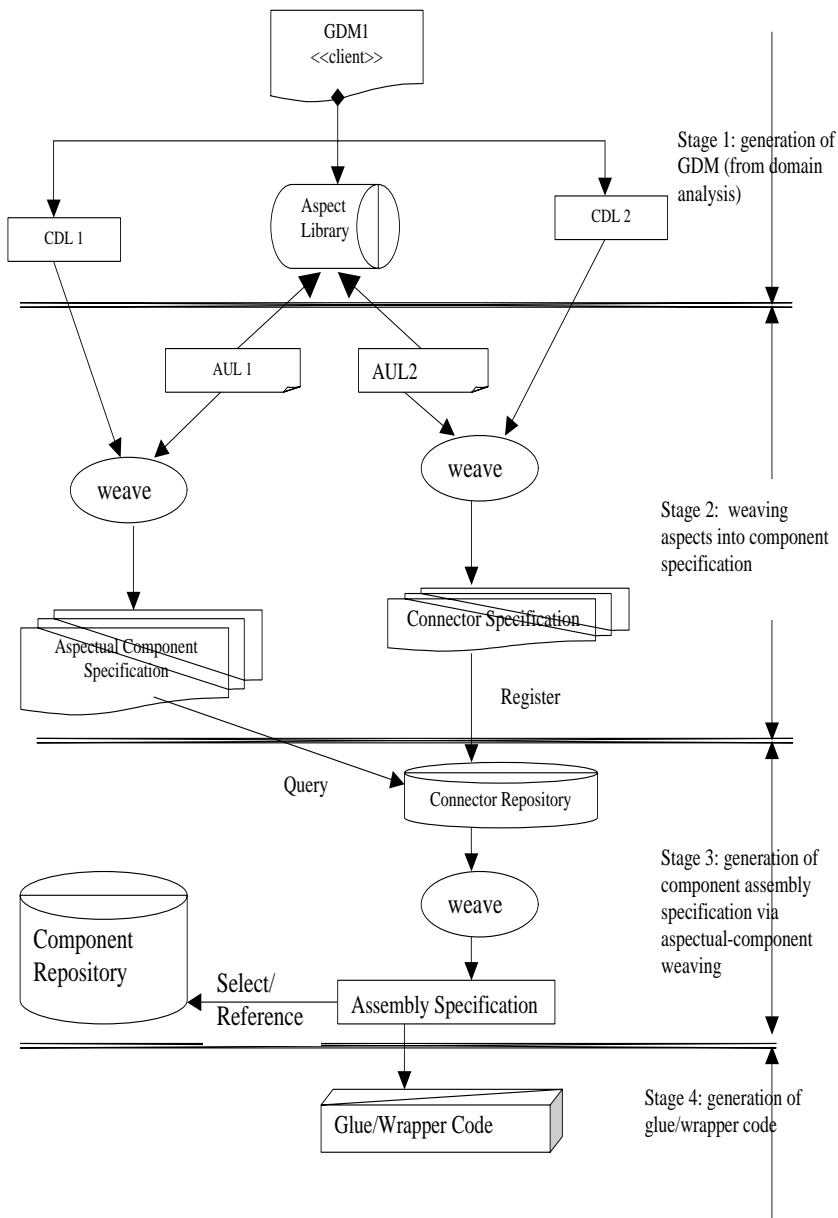 GDM1
<<client>>
Stage 1: generation of
GDM (from domain
analysis)
Aspect
Library
CDL 1
CDL 2
AUL 1
AUL2
weave
weave
Stage 2:  weaving
aspects into component
specification
Aspectual Component
Specification
Connector Specification
Register
Query
Connector Repository
Stage 3: generation of
component assembly
specification via
aspectual-component
weaving
weave
Component
Repository
Select/
Reference
Assembly Specification
Stage 4: generation of
glue/wrapper code
Glue/Wrapper Code